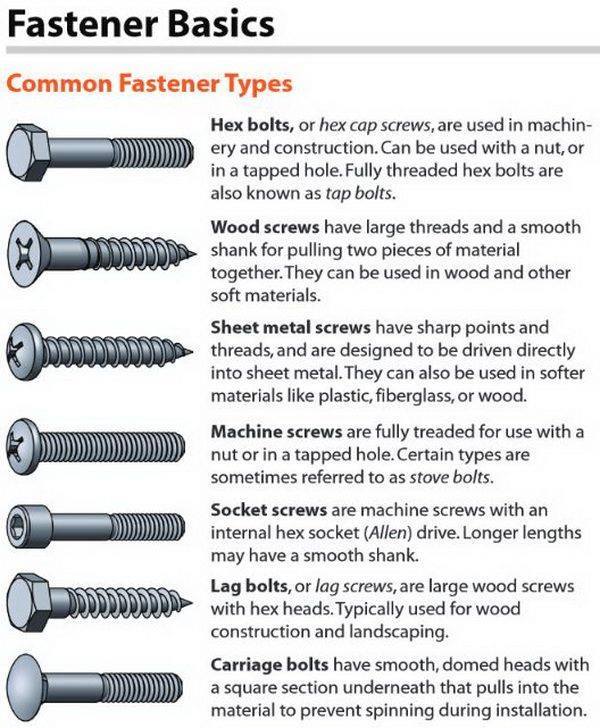 Fastener Basics
Common Fastener Types
Hex bolts, or hex cap screws, are used in machin-
ery and construction. Can be used with a nut, or
in a tapped hole. Fully threaded hex bolts are
also known as tap bolts.
Wood screws have large threads and a smooth
shank for pulling two pieces of material
together. They can be used in wood and other
soft materials.
Sheet metal screws have sharp points and
threads, and are designed to be driven directly
into sheet metal. They can also be used in softer
materials like plastic, fiberglass, or wood.
Machine screws are fully treaded for use with a
nut or in a tapped hole. Certain types are
sometimes referred to as stove bolts.
Socket screws are machine screws with an
internal hex socket (Allen) drive. Longer lengths
may have a smooth shank.
Lag bolts, or lag screws, are large wood screws
with hex heads. Typically used for wood
construction and landscaping.
Carriage bolts have smooth, domed heads with
a square section underneath that pulls into the
material to prevent spinning during installation.